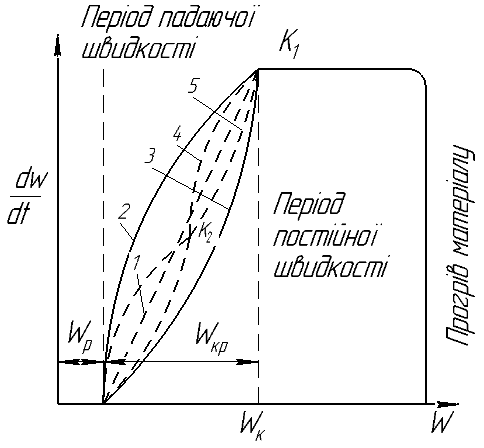 Період падаючої
швидкості
K₁
5
4
3
2
1
K₂
dw
dt
Період
постійної
швидкості
Прогрів матеріалу
Wр
Wкр
Wк
W